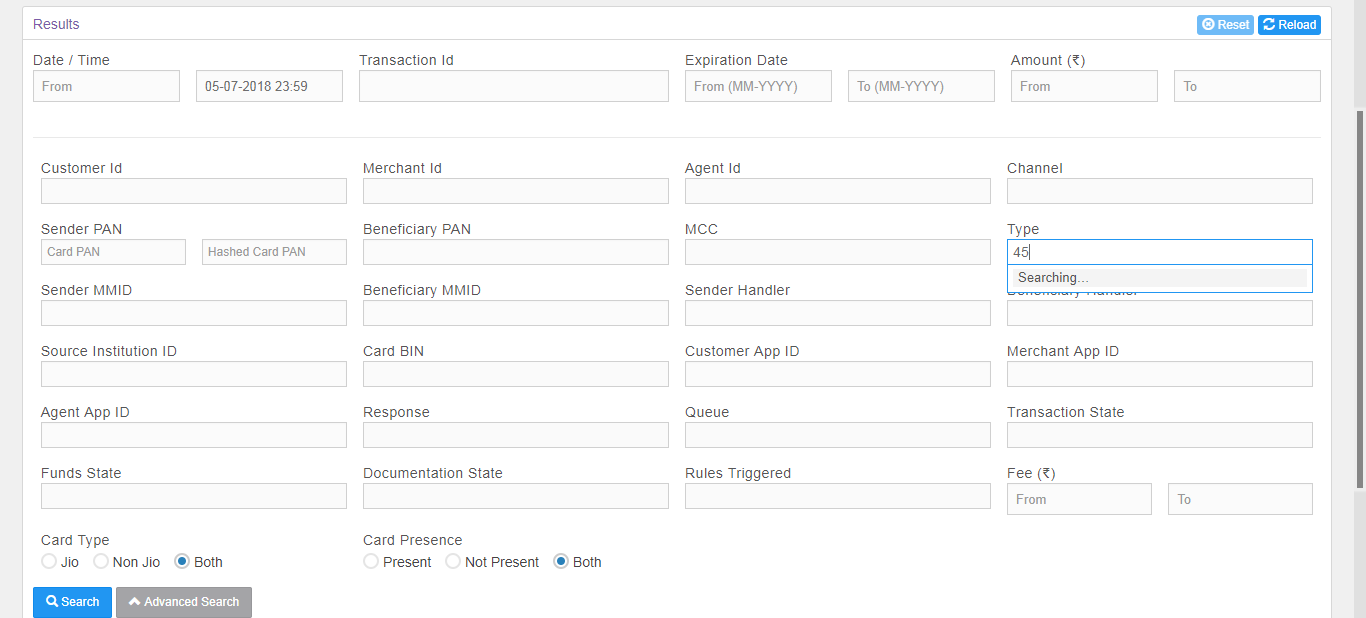 Results
Reset Reload
Date / Time Transaction Id Expiration Date Amount (₹)
From 05-07-2018 23:59 From (MM-YYYY) To (MM-YYYY) From To
Customer Id Merchant Id Agent Id Channel
Sender PAN Beneficiary PAN MCC Type
Card PAN Hashed Card PAN 45
Searching…
Sender MMID Beneficiary MMID Sender Handler Beneficiary Handler
Source Institution ID Card BIN Customer App ID Merchant App ID
Agent App ID Response Queue Transaction State
Funds State Documentation State Rules Triggered Fee (₹)
From To
Card Type Card Presence
Jio Non Jio Both Present Not Present Both
Search Advanced Search